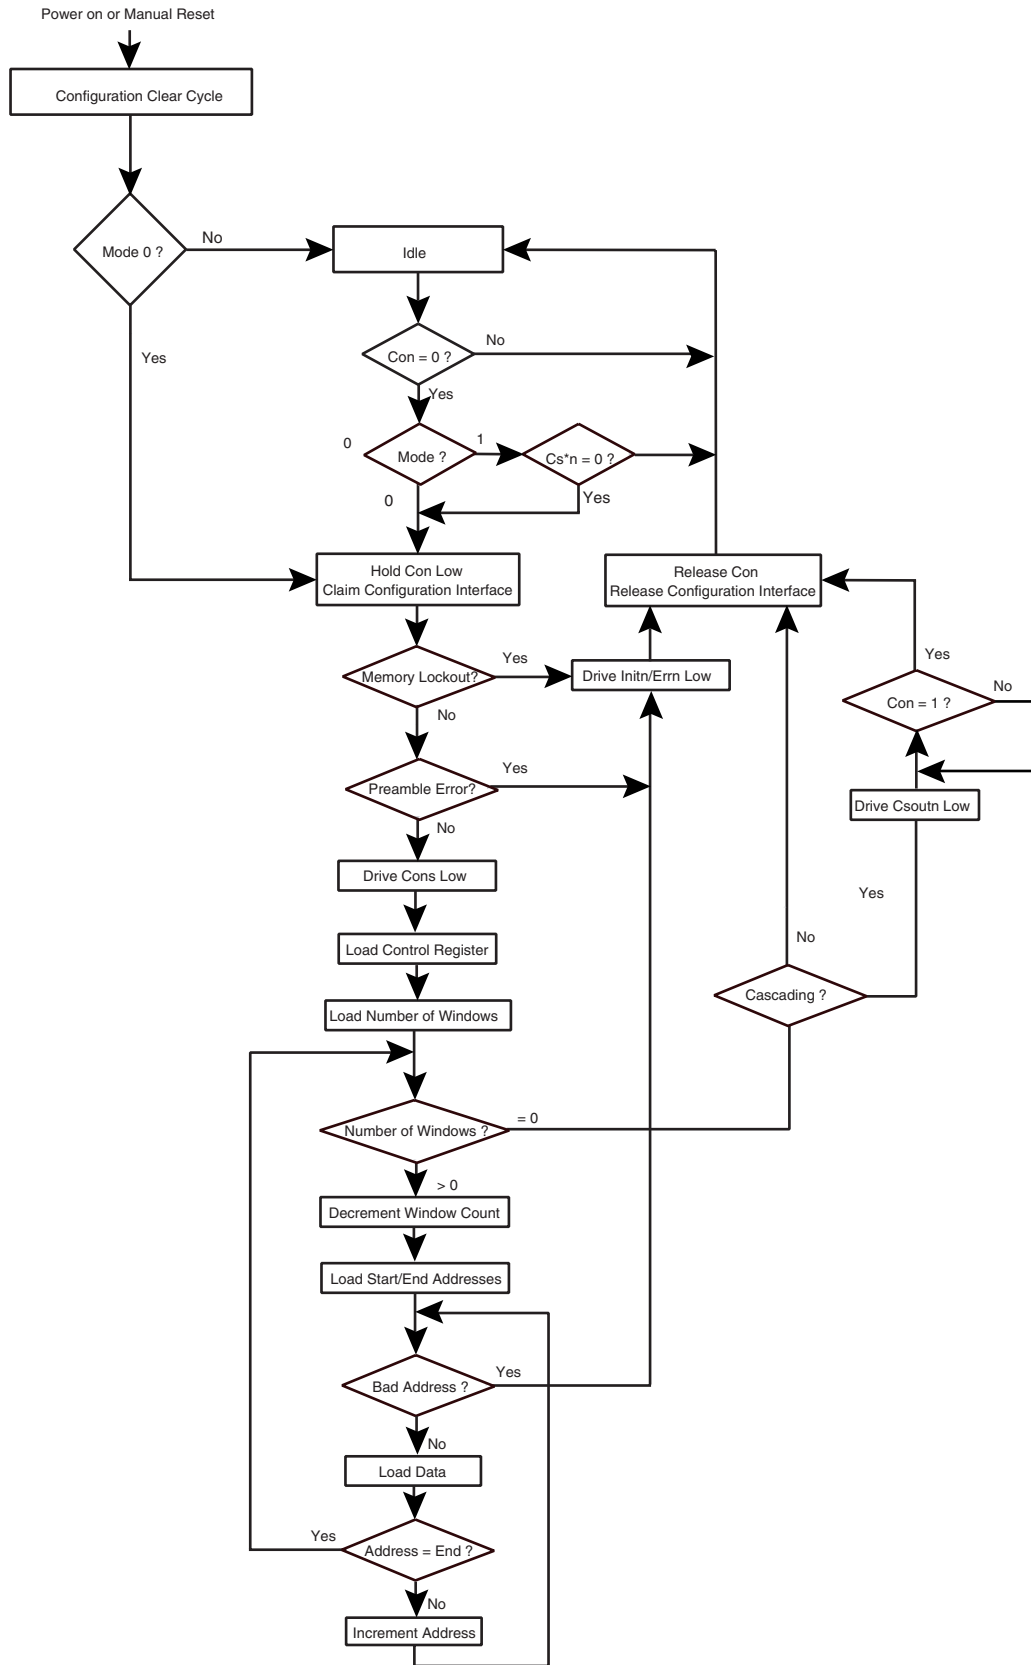 Power on or Manual Reset
Configuration Clear Cycle
Mode 0 ?
No
Idle
Yes
Con = 0 ?
No
Yes
0
Mode ?
1
Cs*n = 0 ?
0
Yes
Hold Con Low
Claim Configuration Interface
Release Con
Release Configuration Interface
Memory Lockout?
Yes
Drive Initn/Errn Low
No
Yes
Con = 1 ?
No
Preamble Error?
Yes
No
Drive Csoutn Low
Drive Cons Low
Yes
Load Control Register
No
Cascading ?
Load Number of Windows
Number of Windows ?
= 0
> 0
Decrement Window Count
Load Start/End Addresses
Bad Address ?
Yes
No
Load Data
Yes
Address = End ?
No
Increment Address